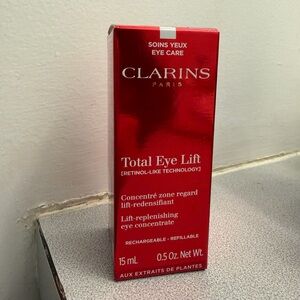 SOINS YEUX
EYE CARE
CLARINS
PARIS
Total Eye Lift
[RETINOL-LIKE TECHNOLOGY]
Concentré zone regard
lift-redensifiant
Lift-replenishing
eye concentrate
RECHARGEABLE - REFILLABLE
15 mL 0.5 Oz. Net Wt.
AUX EXTRAITS DE PLANTES